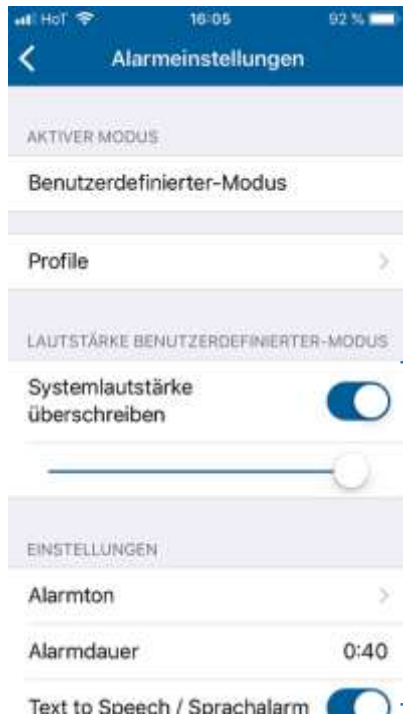 HoT 16:05 92 %
Alarmeinstellungen
AKTIVER MODUS
Benutzerdefinierter-Modus
Profile
LAUTSTÄRKE BENUTZERDEFINIERTER-MODUS
Systemlautstärke
überschreiben
EINSTELLUNGEN
Alarmton
Alarmdauer 0:40
Text to Speech / Sprachalarm